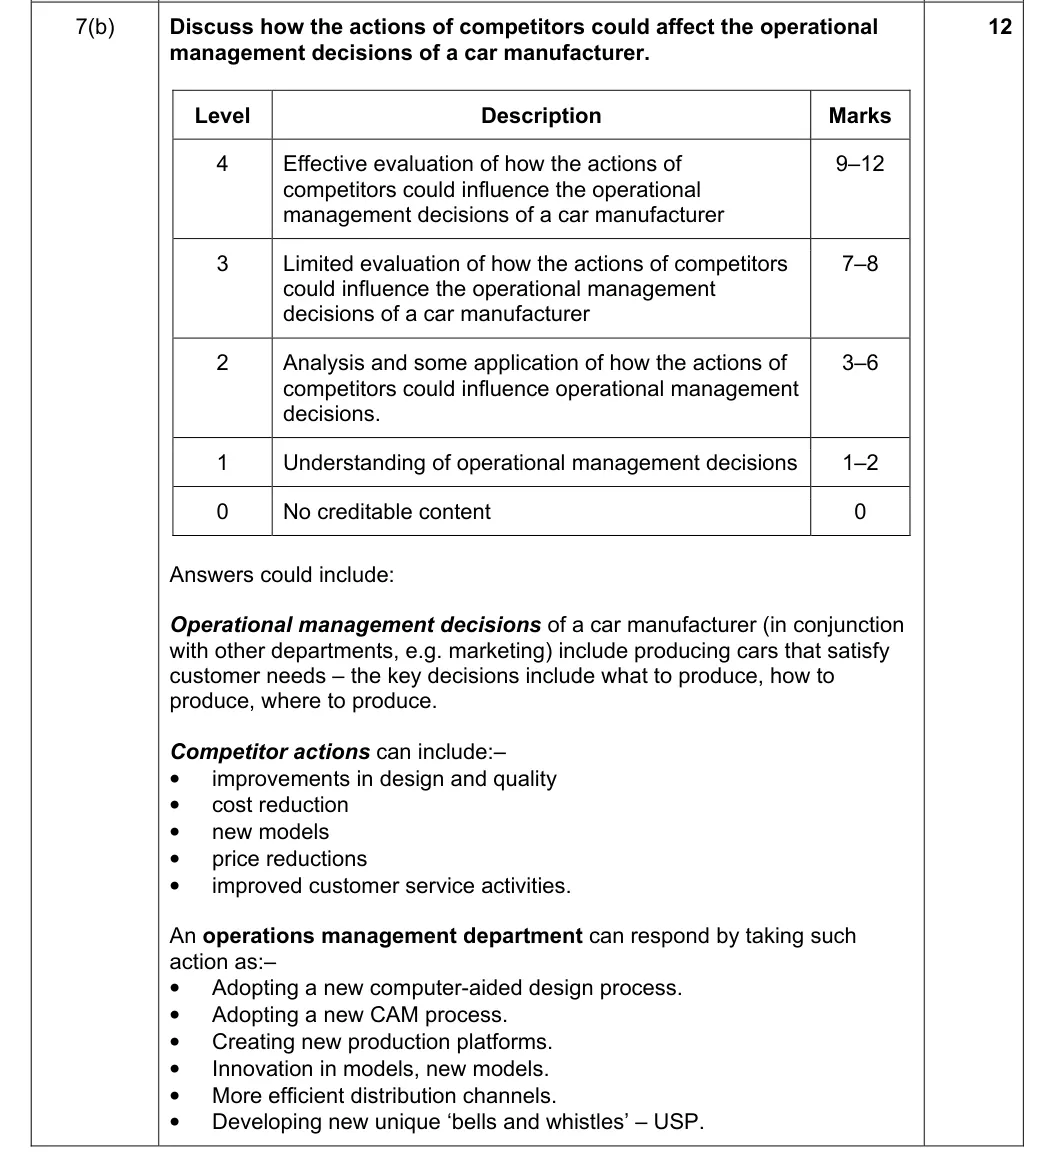 7(b)
Discuss how the actions of competitors could affect the operational
management decisions of a car manufacturer.
12
Level Description Marks
4 Effective evaluation of how the actions of 9–12
competitors could influence the operational
management decisions of a car manufacturer
3 Limited evaluation of how the actions of competitors 7–8
could influence the operational management
decisions of a car manufacturer
2 Analysis and some application of how the actions of 3–6
competitors could influence operational management
decisions.
1 Understanding of operational management decisions 1–2
0 No creditable content 0
Answers could include:
Operational management decisions of a car manufacturer (in conjunction
with other departments, e.g. marketing) include producing cars that satisfy
customer needs – the key decisions include what to produce, how to
produce, where to produce.
Competitor actions can include:–
• improvements in design and quality
• cost reduction
• new models
• price reductions
• improved customer service activities.
An operations management department can respond by taking such
action as:–
• Adopting a new computer-aided design process.
• Adopting a new CAM process.
• Creating new production platforms.
• Innovation in models, new models.
• More efficient distribution channels.
• Developing new unique ‘bells and whistles’ – USP.